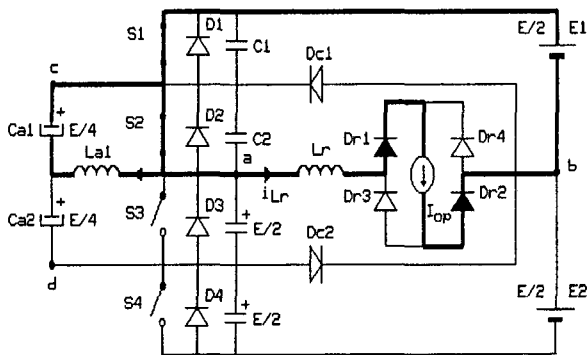 S1 D1 C1 E/2 E1
c Dc1
S2 D2 C2
Ca1 + E/4
a Lr Dr1 Dr4 b
La1 i Lr
Ca2 + E/4 S3 D3 + E/2 Dr3 Iop Dr2
d Dc2
S4 D4 + E/2 E/2 E2